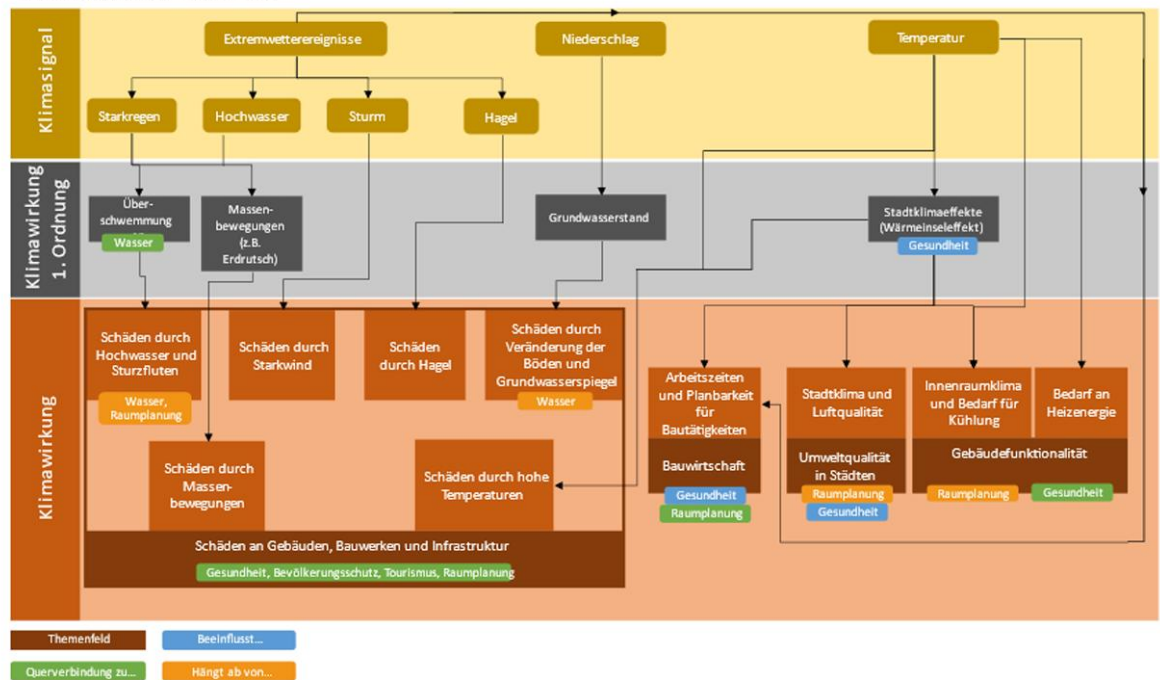 Klimasignal
Extremwetterereignisse
Niederschlag
Temperatur
Starkregen
Hochwasser
Sturm
Hagel
Klimawirkung
1. Ordnung
Über-
schwemmung
Wasser
Massen-
bewegungen
(z.B.
Erdrutsch)
Grundwasserstand
Stadtklimaeffekte
(Wärmeinseleffekt)
Gesundheit
Klimawirkung
Schäden durch
Hochwasser und
Sturzfluten
Wasser,
Raumplanung
Schäden durch
Starkwind
Schäden
durch Hagel
Schäden durch
Veränderung der
Böden und
Grundwasserspiegel
Wasser
Schäden durch
Massen-
bewegungen
Schäden durch hohe
Temperaturen
Schäden an Gebäuden, Bauwerken und Infrastruktur
Gesundheit, Bevölkerungsschutz, Tourismus, Raumplanung
Arbeitszeiten
und Planbarkeit
für
Bautätigkeiten
Bauwirtschaft
Gesundheit
Raumplanung
Stadtklima und
Luftqualität
Umweltqualität
in Städten
Raumplanung
Gesundheit
Innenraumklima
und Bedarf für
Kühlung
Bedarf an
Heizenergie
Gebäudefunktionalität
Raumplanung
Gesundheit
Themenfeld
Beeinflusst...
Querverbindung zu...
Hängt ab von...